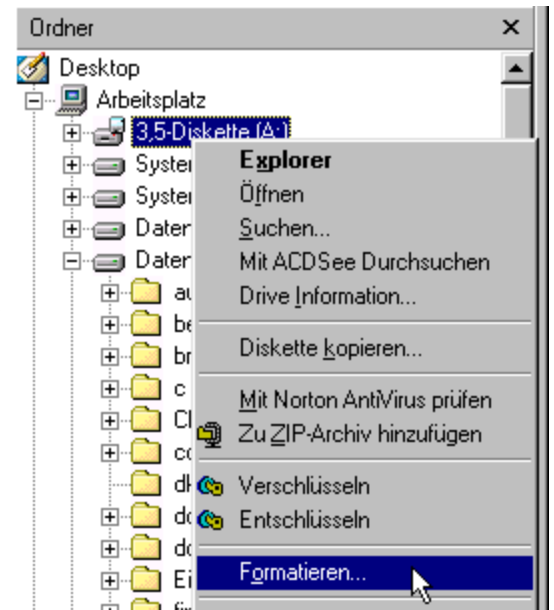 Ordner
Desktop
Arbeitsplatz
3,5-Diskette (A:)
Explorer
Öffnen
Suchen...
Mit ACDSee Durchsuchen
Drive Information...
Diskette kopieren...
Mit Norton AntiVirus prüfen
Zu ZIP-Archiv hinzufügen
Verschlüsseln
Entschlüsseln
Formatieren...